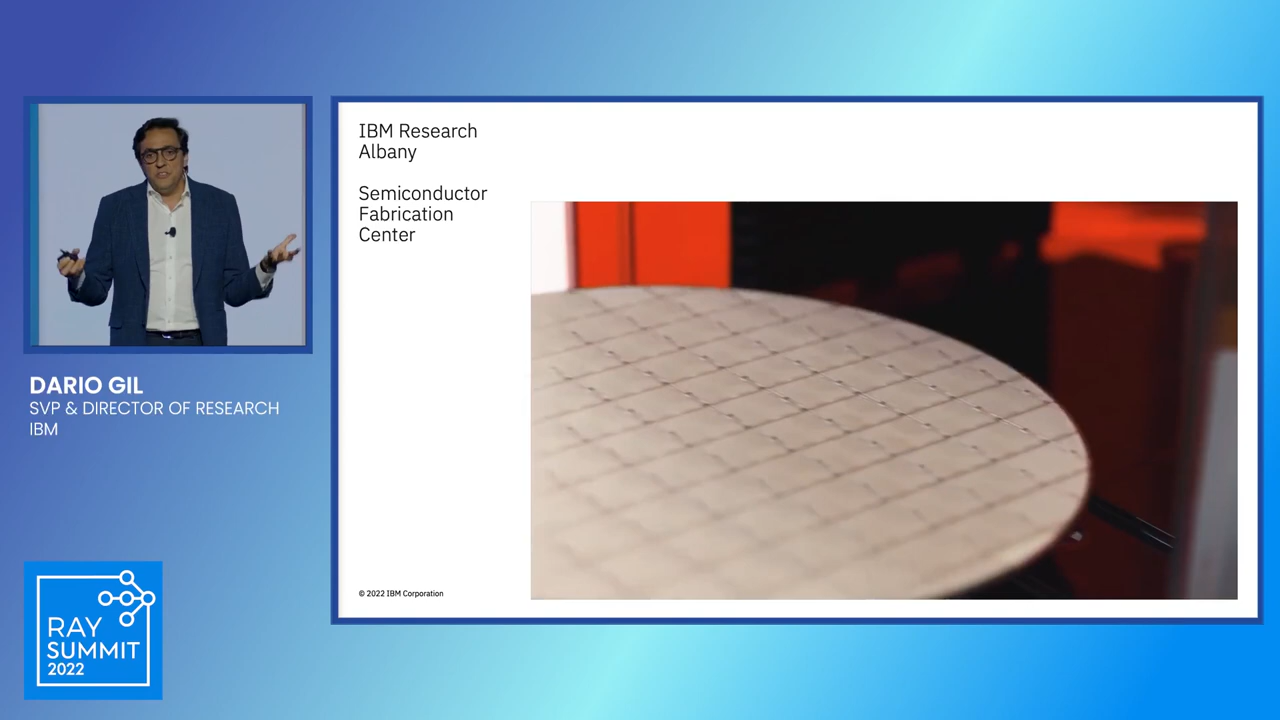 IBM Research
Albany
Semiconductor
Fabrication
Center
© 2022 IBM Corporation
DARIO GIL
SVP & DIRECTOR OF RESEARCH
IBM
RAY
SUMMIT
2022